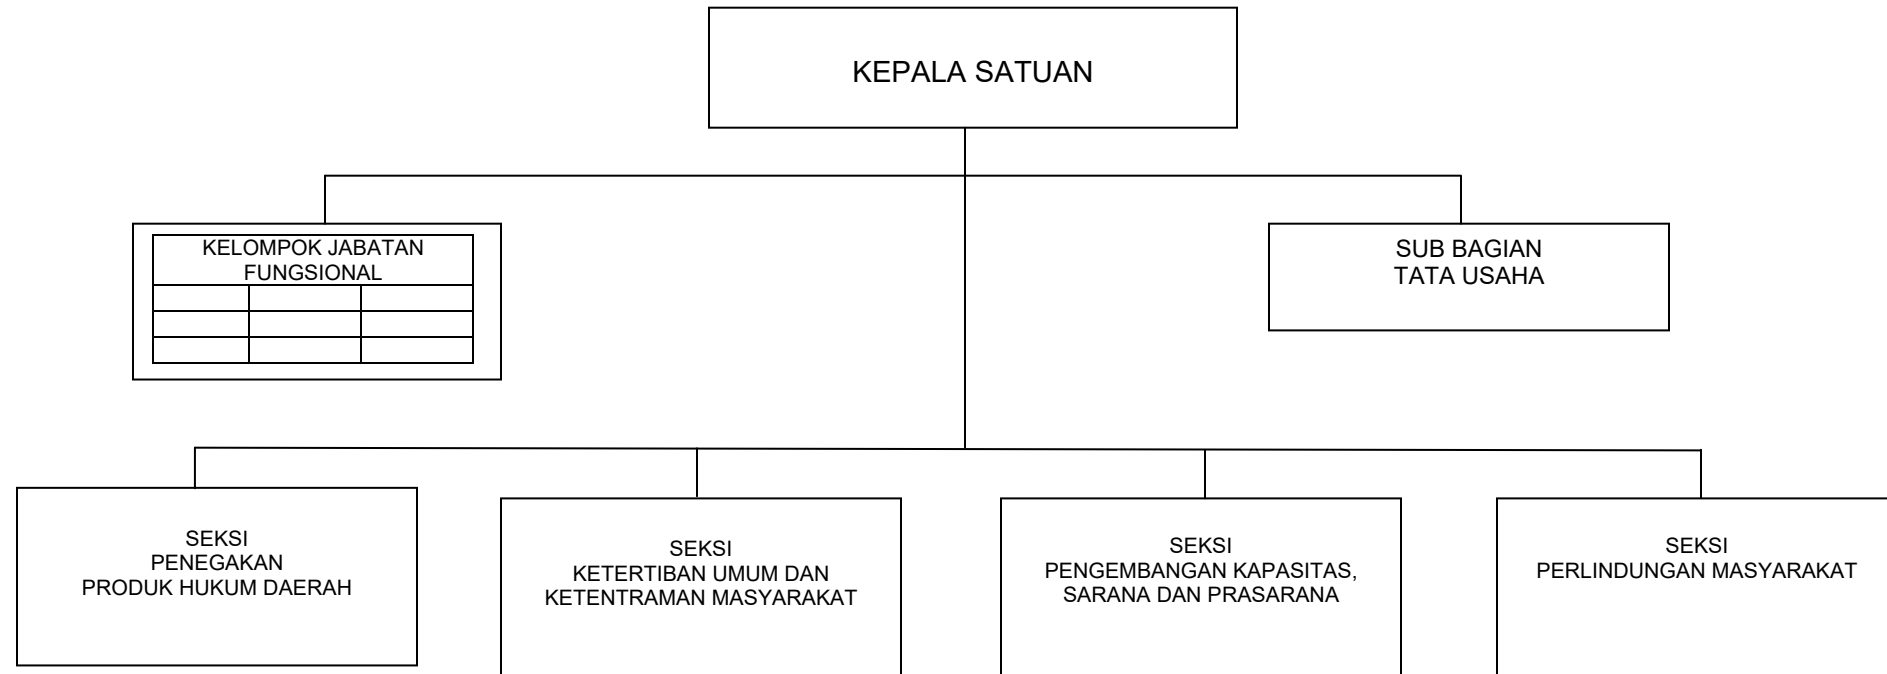 KEPALA SATUAN
KELOMPOK JABATAN
FUNGSIONAL
SUB BAGIAN
TATA USAHA
SEKSI
PENEGAKAN
PRODUK HUKUM DAERAH
SEKSI
KETERTIBAN UMUM DAN
KETENTRAMAN MASYARAKAT
SEKSI
PENGEMBANGAN KAPASITAS,
SARANA DAN PRASARANA
SEKSI
PERLINDUNGAN MASYARAKAT